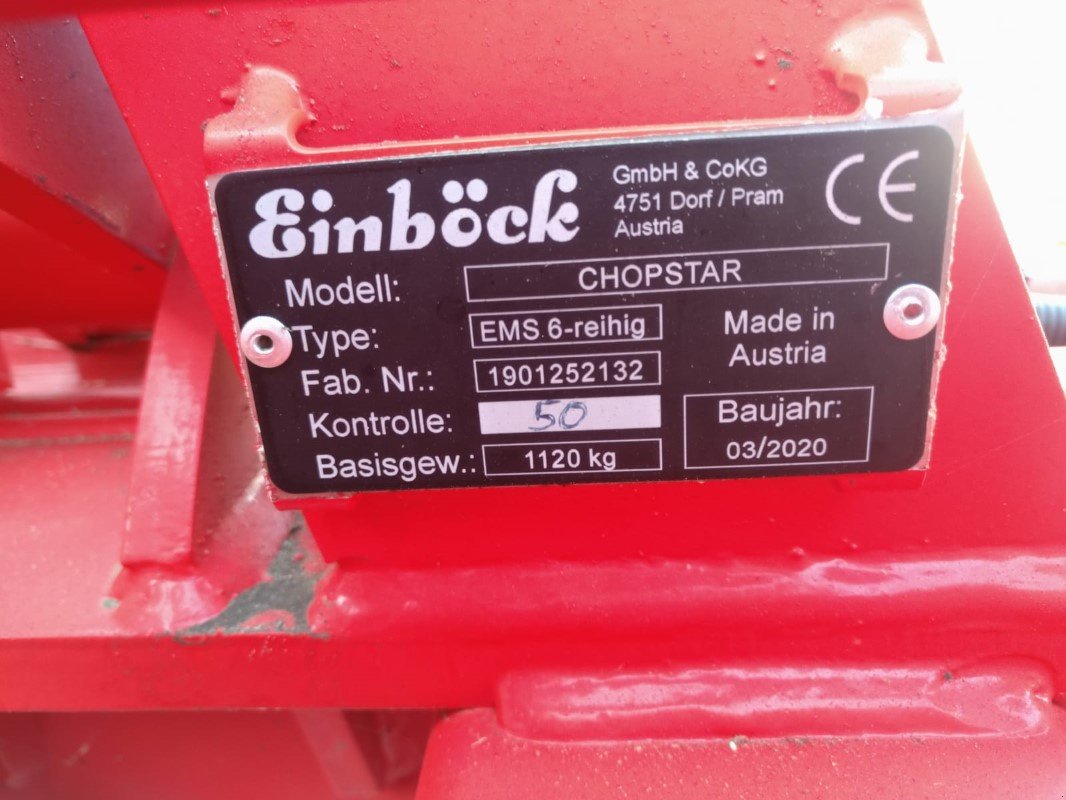 Einböck
GmbH & CoKG
4751 Dorf / Pram
Austria
CE
Modell: CHOPSTAR
Type: EMS 6-reihig
Made in
Austria
Fab. Nr.: 1901252132
Kontrolle: 50
Baujahr:
03/2020
Basisgew.: 1120 kg